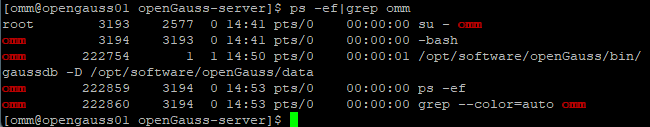 [omm@opengauss01 openGauss-server]$ ps -ef|grep omm
root 3193 2577 0 14:41 pts/0 00:00:00 su - omm
omm 3194 3193 0 14:41 pts/0 00:00:00 -bash
omm 222754 1 1 14:50 pts/0 00:00:01 /opt/software/openGauss/bin/
gaussdb -D /opt/software/openGauss/data
omm 222859 3194 0 14:53 pts/0 00:00:00 ps -ef
omm 222860 3194 0 14:53 pts/0 00:00:00 grep --color=auto omm
[omm@opengauss01 openGauss-server]$